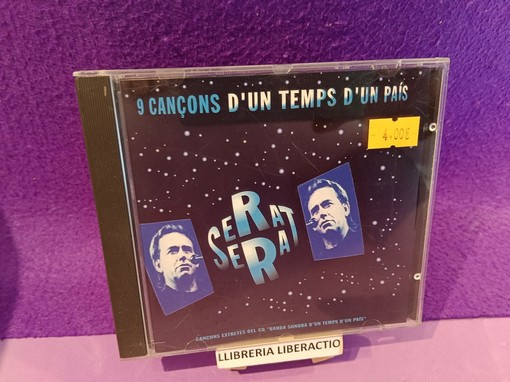 9 CANÇONS D'UN TEMPS D'UN PAÍS
4-00€
SERRAT
SERRAT
CANÇONS EXTRETES DEL CD "BANDA SONORA D'UN TEMPS D'UN PAÍS"
LLIBRERIA LIBERACTIO